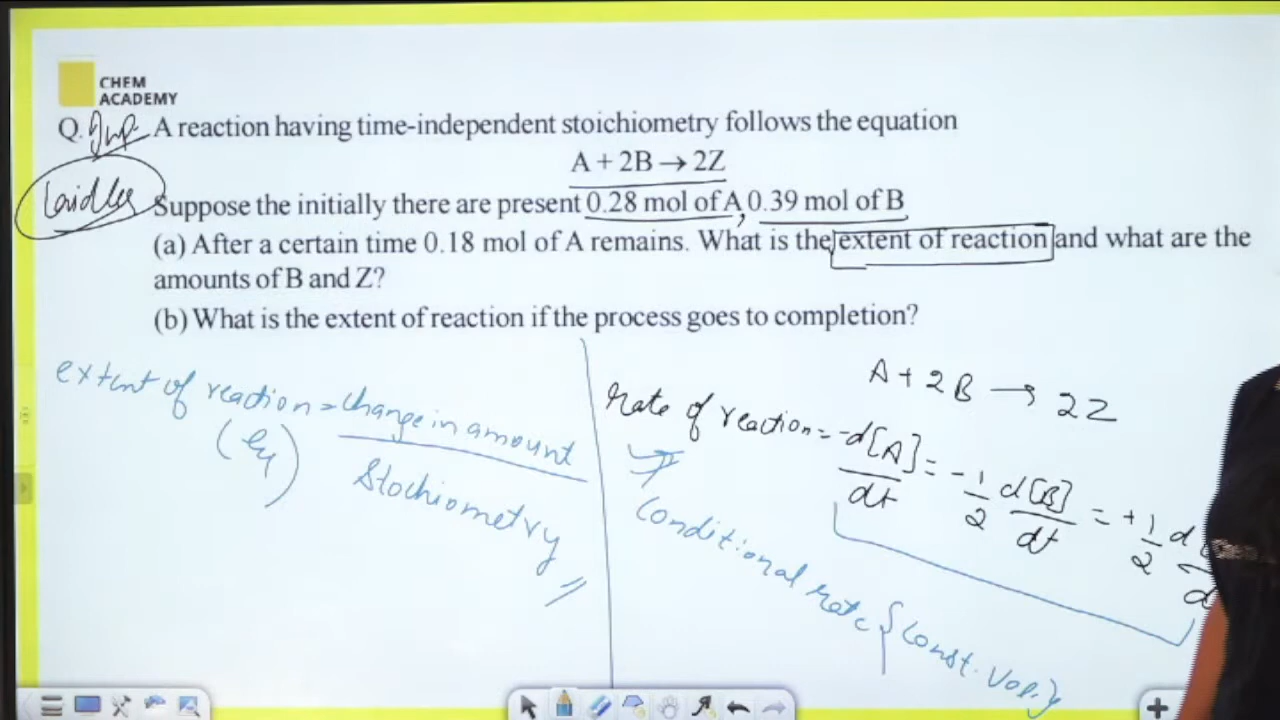 CHEM
ACADEMY
Q. Imp A reaction having time-independent stoichiometry follows the equation
A + 2B → 2Z
Laidler Suppose the initially there are present 0.28 mol of A, 0.39 mol of B
(a) After a certain time 0.18 mol of A remains. What is the extent of reaction and what are the
amounts of B and Z?
(b) What is the extent of reaction if the process goes to completion?
extent of reaction = change in amount
Stochiometry
A + 2B → 2Z
Rate of reaction = -d[A]/dt = -1/2 d[B]/dt = +1/2 d
Conditional rate { Const. Vol. }